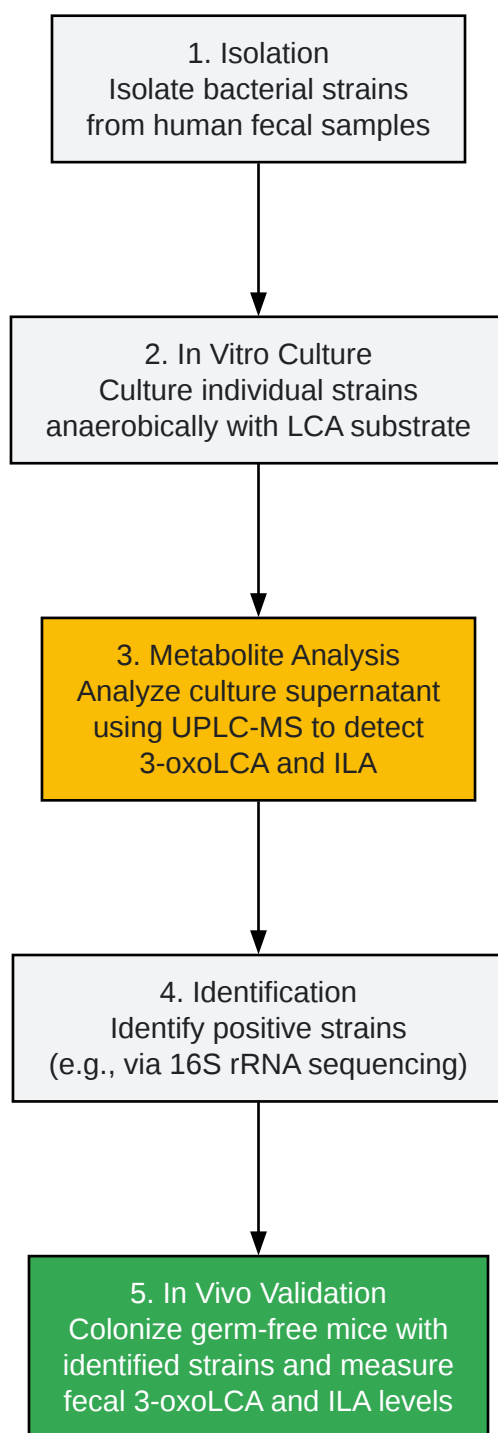 1. Isolation
Isolate bacterial strains
from human fecal samples
2. In Vitro Culture
Culture individual strains
anaerobically with LCA substrate
3. Metabolite Analysis
Analyze culture supernatant
using UPLC-MS to detect
3-oxoLCA and ILA
4. Identification
Identify positive strains
(e.g., via 16S rRNA sequencing)
5. In Vivo Validation
Colonize germ-free mice with
identified strains and measure
fecal 3-oxoLCA and ILA levels